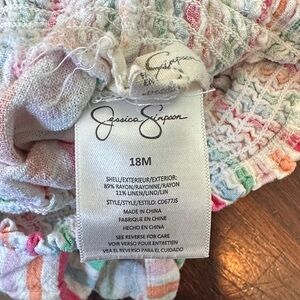 Jessica Simpson
18M
SHELL/EXTERIEUR/EXTERIOR:
89% RAYON/RAYONNE/RAYON
11% LINEN/LIN/LINO
STYLE/STYLE/ESTILO: CD677JS
MADE IN CHINA
FABRIQUE EN CHINE
HECHO EN CHINA
SEE REVERSE FOR CARE
VOIR VERSO POUR ENTRETIEN
VEA EL REVERSO PARA EL